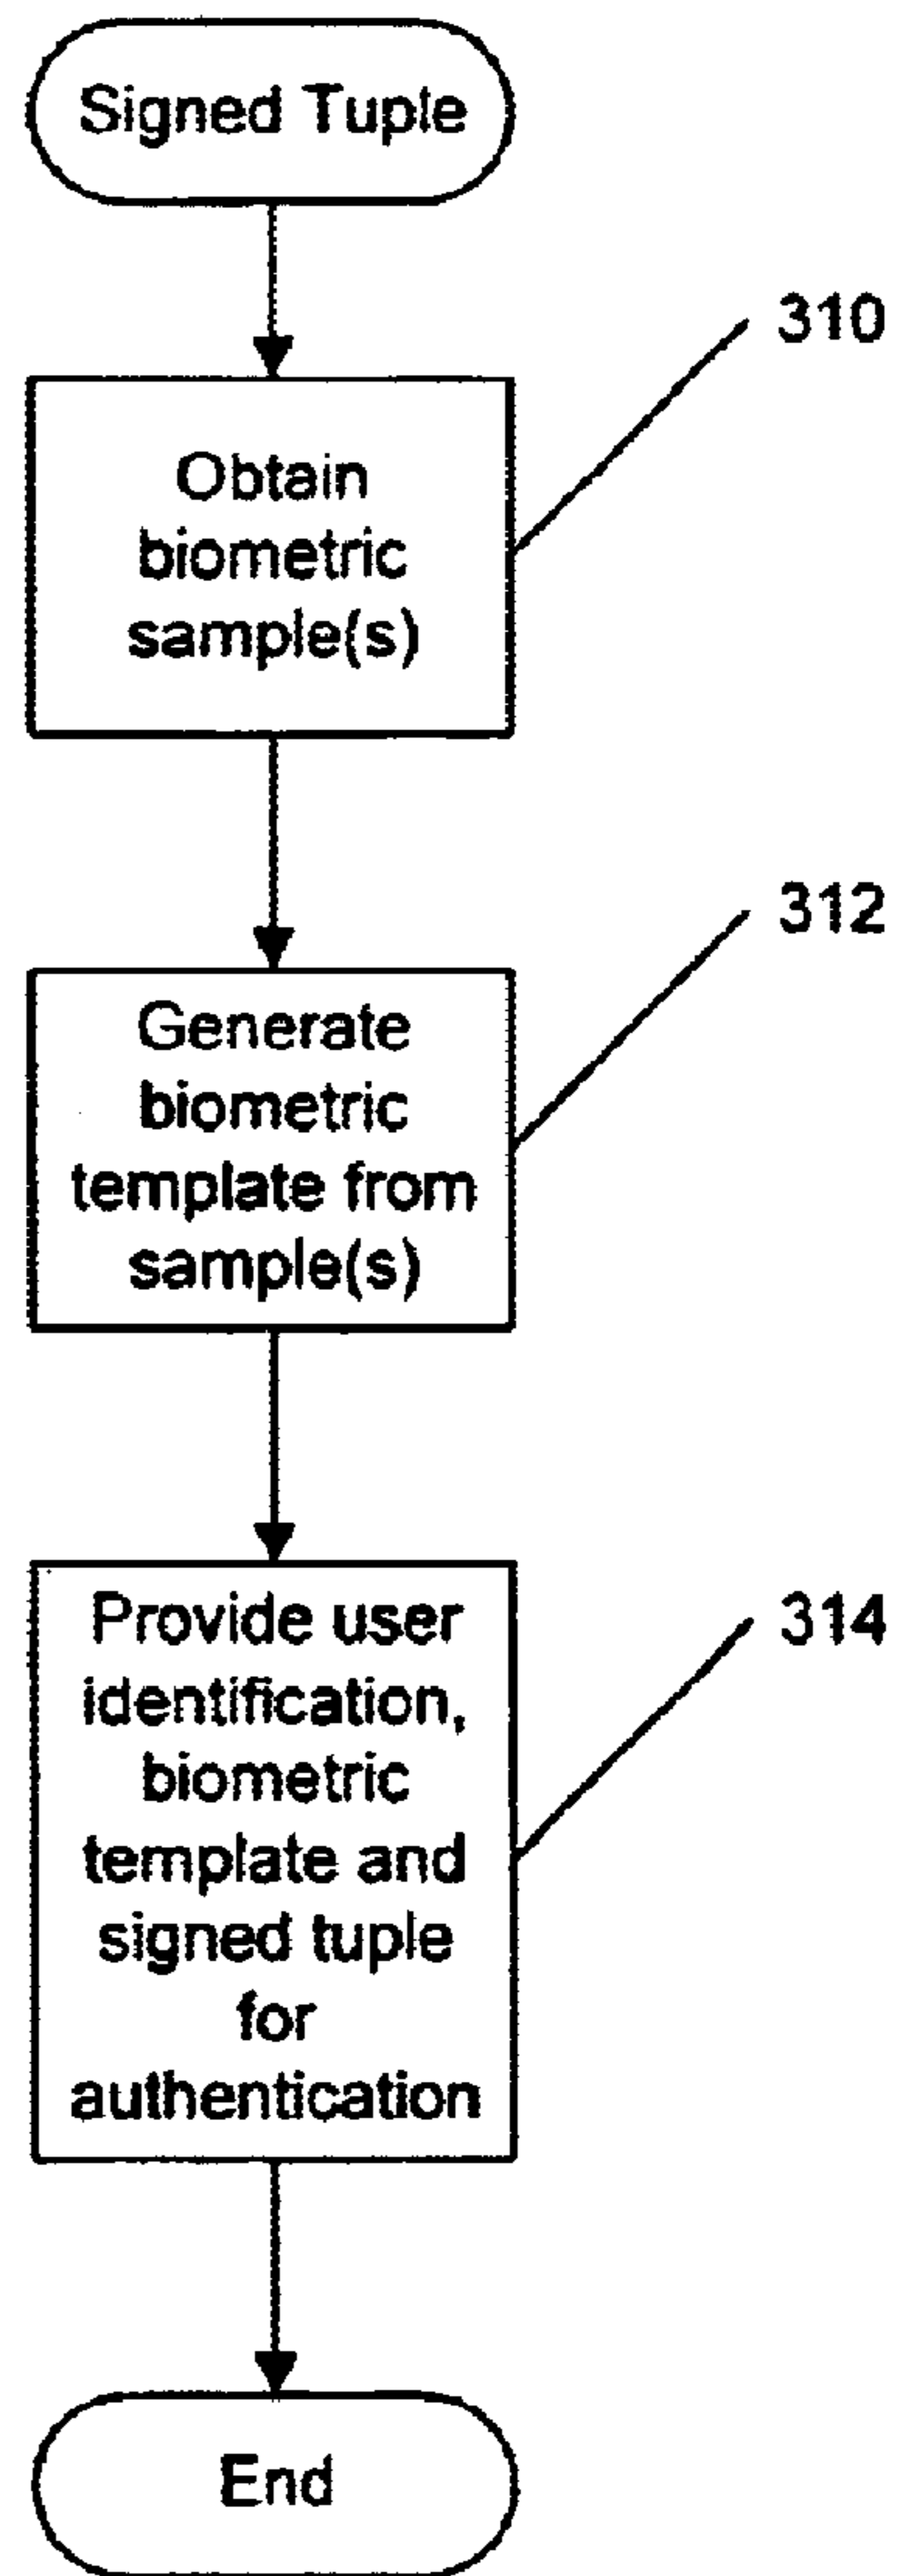 Signed Tuple
310
Obtain
biometric
sample(s)
312
Generate
biometric
template from
sample(s)
314
Provide user
identification,
biometric
template and
signed tuple
for
authentication
End